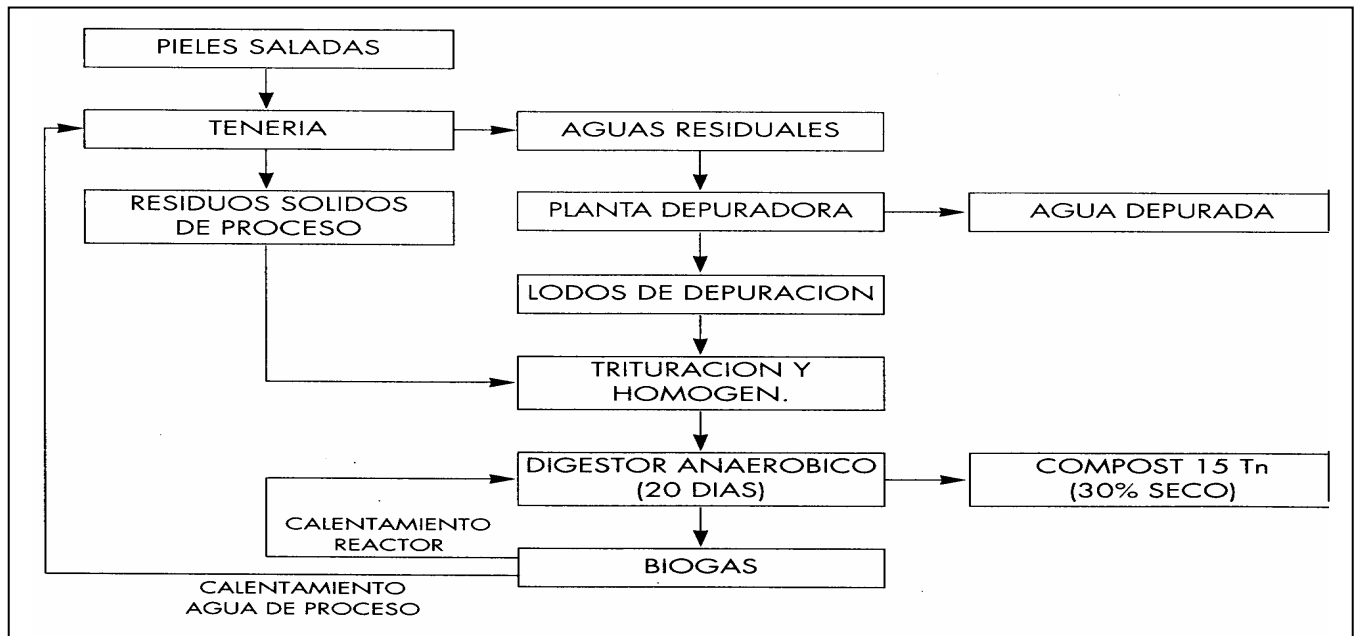 PIELES SALADAS
TENERIA
AGUAS RESIDUALES
RESIDUOS SOLIDOS
DE PROCESO
PLANTA DEPURADORA
AGUA DEPURADA
LODOS DE DEPURACION
TRITURACION Y
HOMOGEN.
DIGESTOR ANAEROBICO
(20 DIAS)
COMPOST 15 Tn
(30% SECO)
CALENTAMIENTO
REACTOR
BIOGAS
CALENTAMIENTO
AGUA DE PROCESO